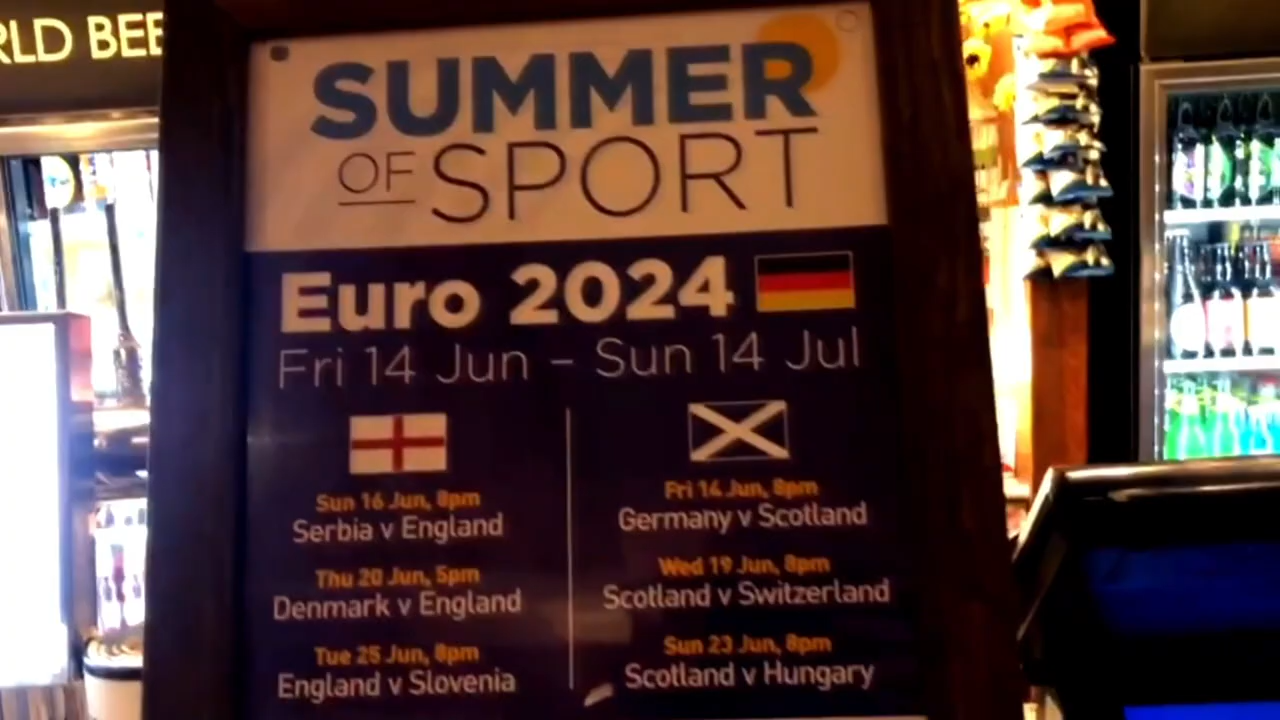 RLD BEE
SUMMER
OF SPORT
Euro 2024
Fri 14 Jun – Sun 14 Jul
Sun 16 Jun, 8pm
Serbia v England
Thu 20 Jun, 5pm
Denmark v England
Tue 25 Jun, 8pm
England v Slovenia
Fri 14 Jun, 8pm
Germany v Scotland
Wed 19 Jun, 8pm
Scotland v Switzerland
Sun 23 Jun, 8pm
Scotland v Hungary